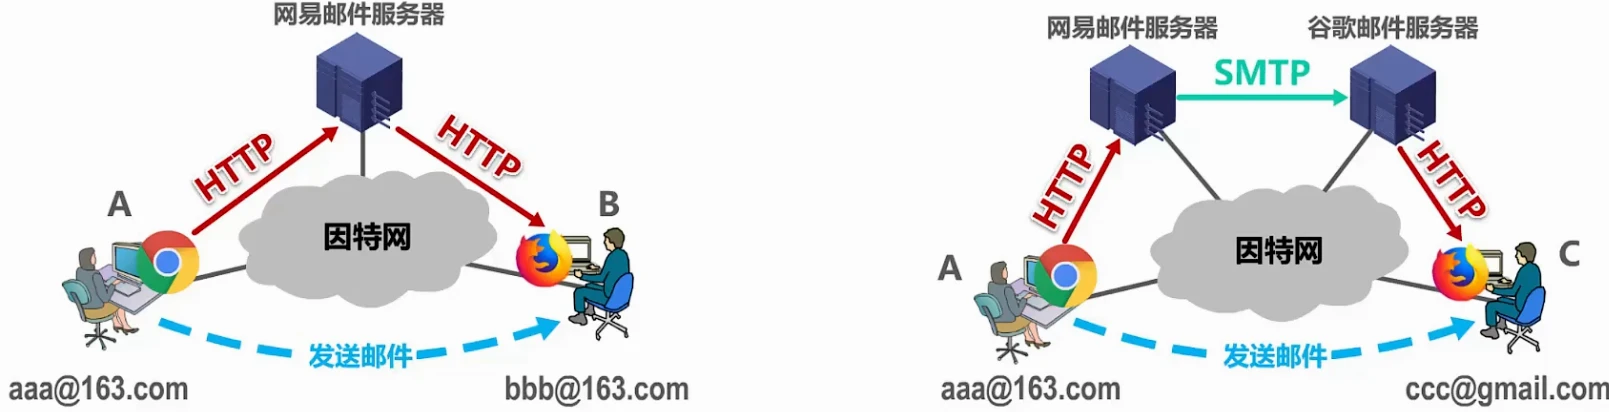 网易邮件服务器
HTTP
HTTP
A
B
因特网
发送邮件
aaa@163.com
bbb@163.com
网易邮件服务器
谷歌邮件服务器
SMTP
HTTP
HTTP
A
C
因特网
发送邮件
aaa@163.com
ccc@gmail.com